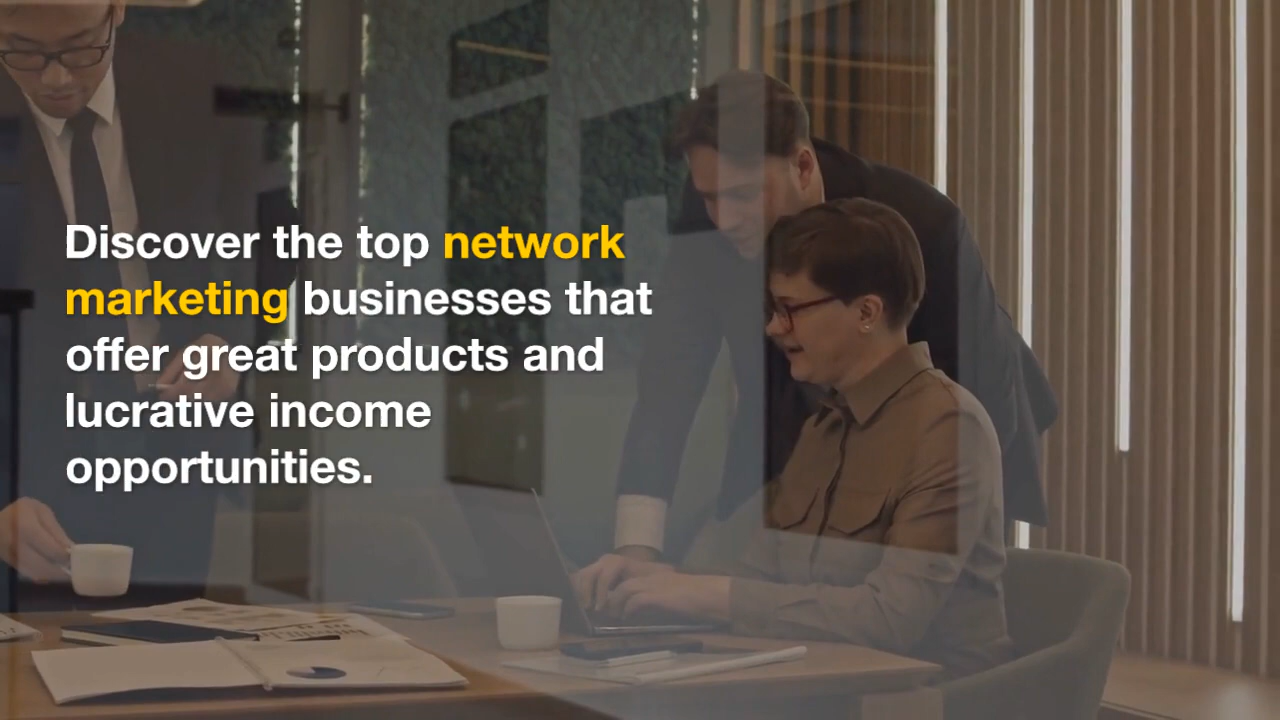 Discover the top network
marketing businesses that
offer great products and
lucrative income
opportunities.